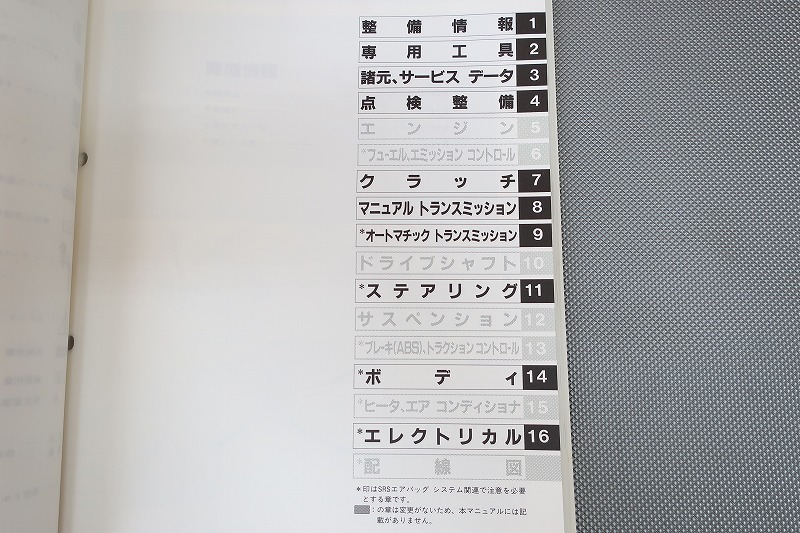 整備情報 1
専用工具 2
諸元、サービス データ 3
点検整備 4
エンジン 5
*フューエル、エミッション コントロール 6
クラッチ 7
マニュアル トランスミッション 8
*オートマチック トランスミッション 9
ドライブシャフト 10
*ステアリング 11
サスペンション 12
*ブレーキ(ABS)、トラクション コントロール 13
*ボディ 14
*ヒータ、エア コンディショナ 15
*エレクトリカル 16
*配線図
*印はSRSエアバッグ システム関連で注意を必要
とする章です。
:の章は変更がないため、本マニュアルには記
載がありません。